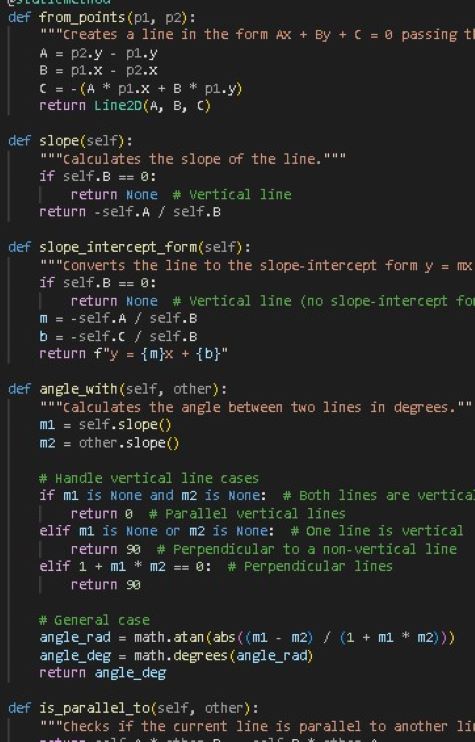 @staticmethod
def from_points(p1, p2):
"""Creates a line in the form Ax + By + C = 0 passing
A = p2.y - p1.y
B = p1.x - p2.x
C = -(A * p1.x + B * p1.y)
return Line2D(A, B, C)
def slope(self):
"""Calculates the slope of the line."""
if self.B == 0:
return None # Vertical line
return -self.A / self.B
def slope_intercept_form(self):
"""Converts the line to the slope-intercept form y = mx
if self.B == 0:
return None # Vertical line (no slope-intercept
m = -self.A / self.B
b = -self.C / self.B
return f"y = {m}x + {b}"
def angle_with(self, other):
"""Calculates the angle between two lines in degrees."""
m1 = self.slope()
m2 = other.slope()
# Handle vertical line cases
if m1 is None and m2 is None: # Both lines are vertical
return 0 # Parallel vertical lines
elif m1 is None or m2 is None: # One line is vertical
return 90 # Perpendicular to a non-vertical line
elif 1 + m1 * m2 == 0: # Perpendicular lines
return 90
# General case
angle_rad = math.atan(abs((m1 - m2) / (1 + m1 * m2)))
angle_deg = math.degrees(angle_rad)
return angle_deg
def is_parallel_to(self, other):
"""Checks if the current line is parallel to another